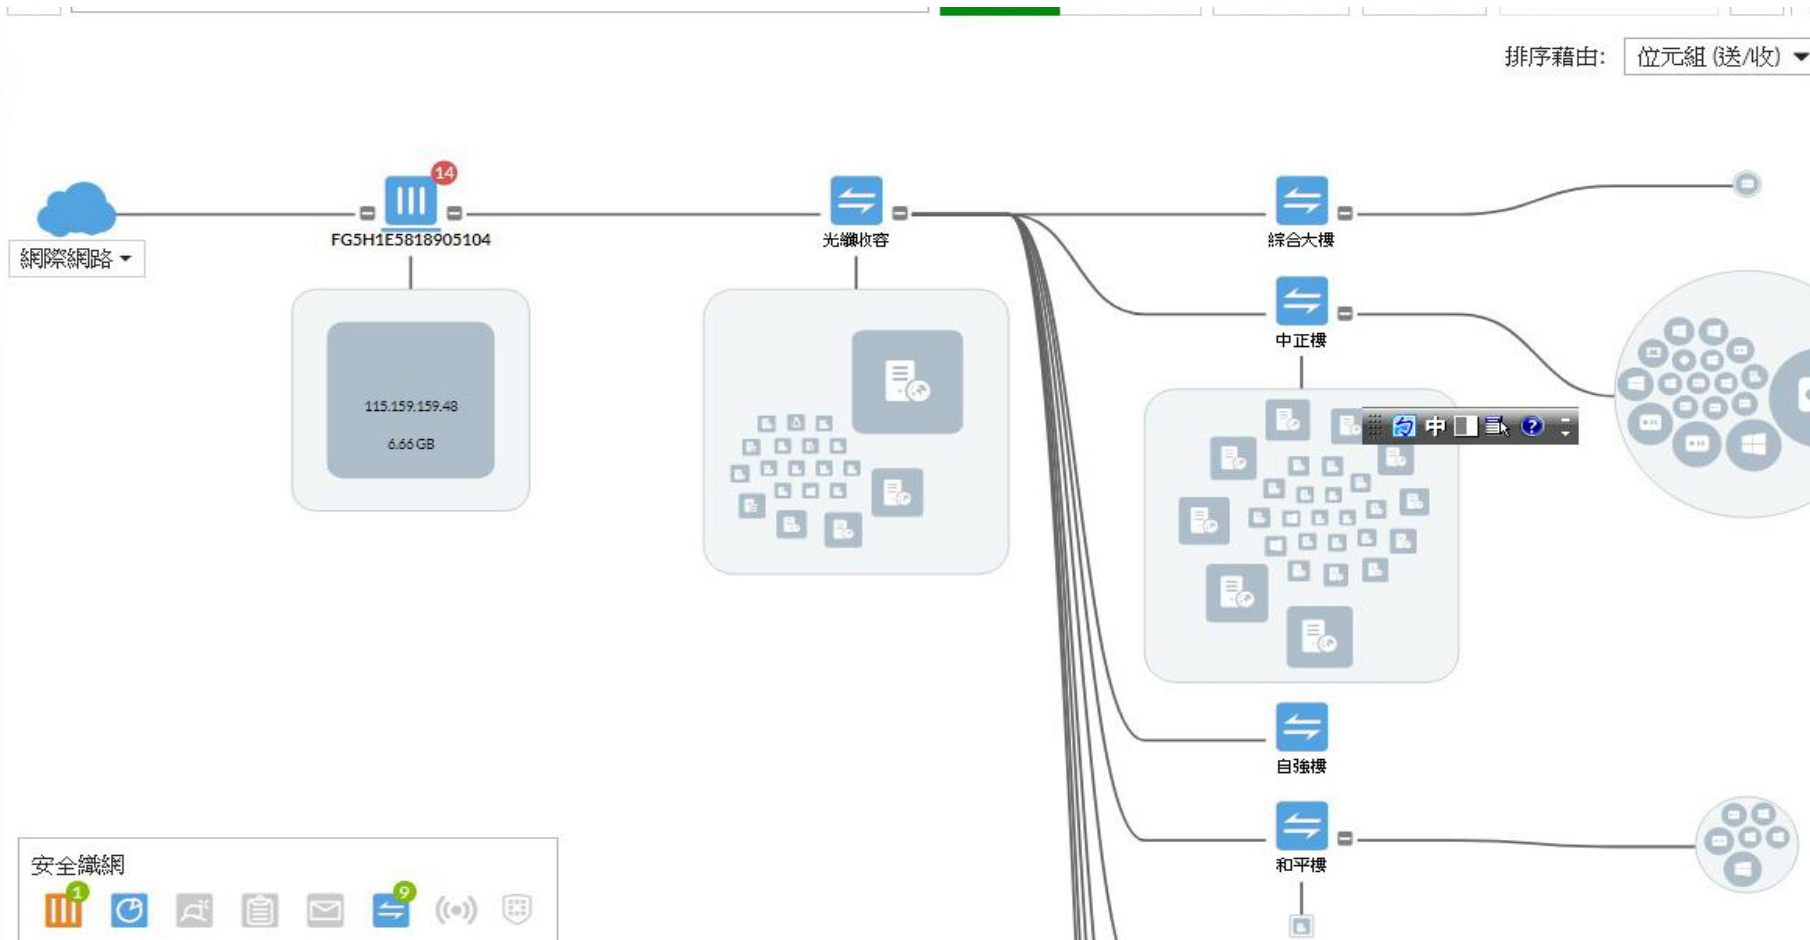 排序藉由: 位元組 (送/收)
14
FG5H1E5818905104
光纖收容
綜合大樓
網際網路
中正樓
115.159.159.48
6.66 GB
中
自強樓
和平樓
安全織網
1
9